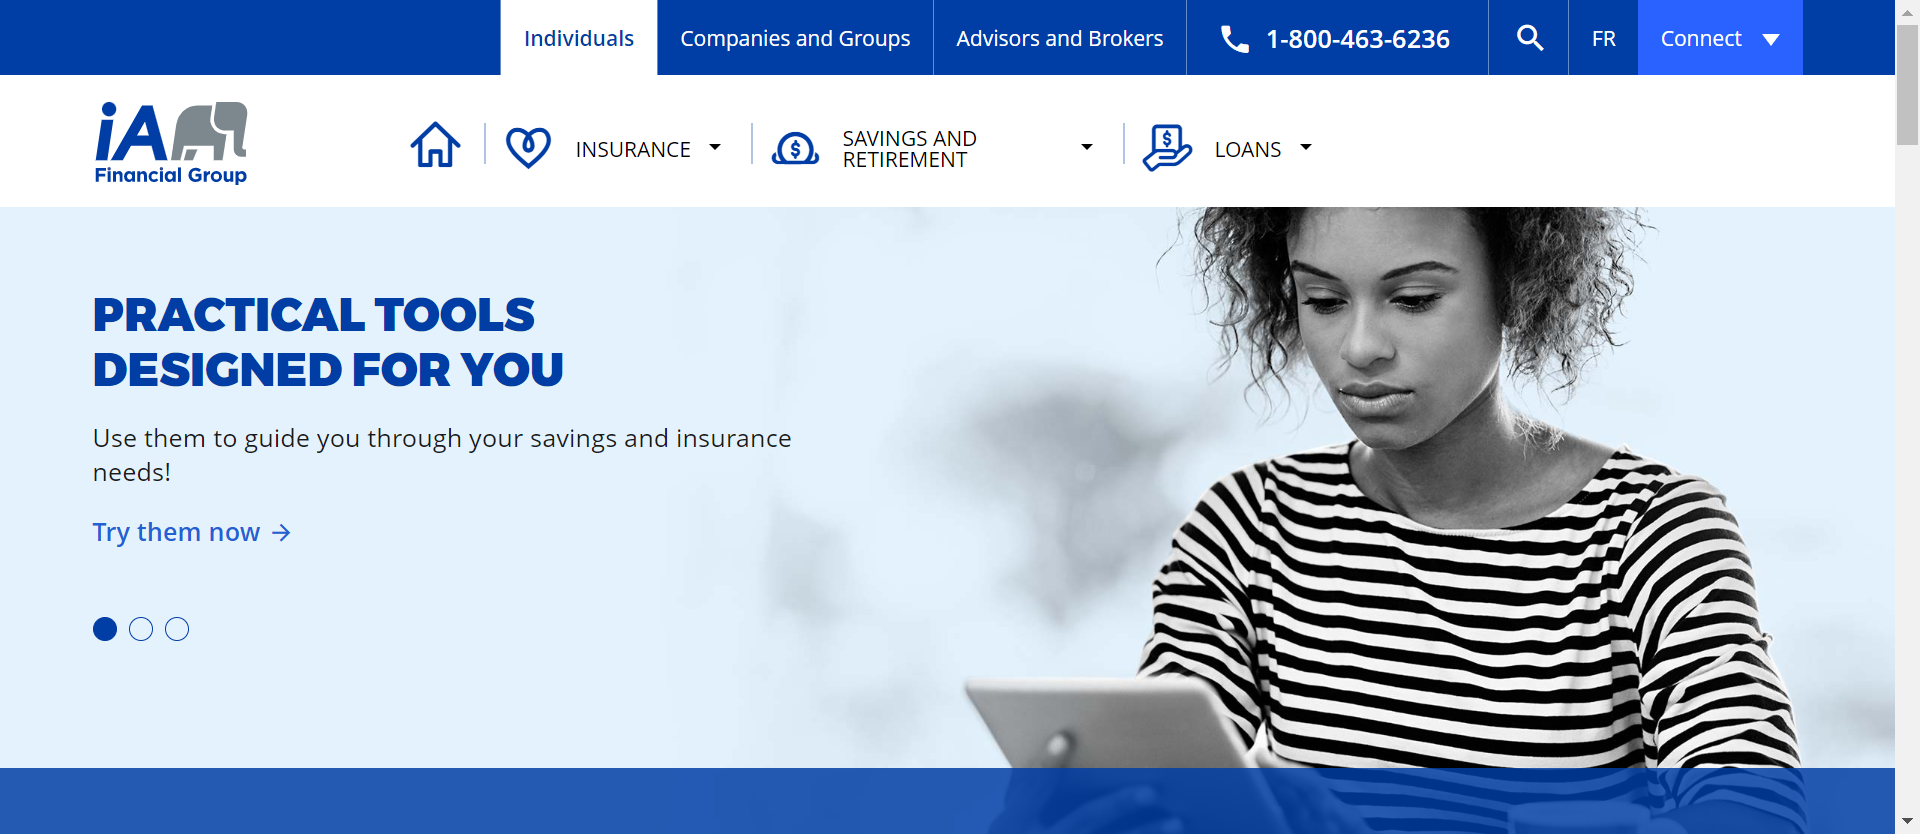 Individuals
Companies and Groups
Advisors and Brokers
1-800-463-6236
FR
Connect
iA
Financial Group
INSURANCE
SAVINGS AND
RETIREMENT
LOANS
PRACTICAL TOOLS
DESIGNED FOR YOU
Use them to guide you through your savings and insurance
needs!
Try them now →